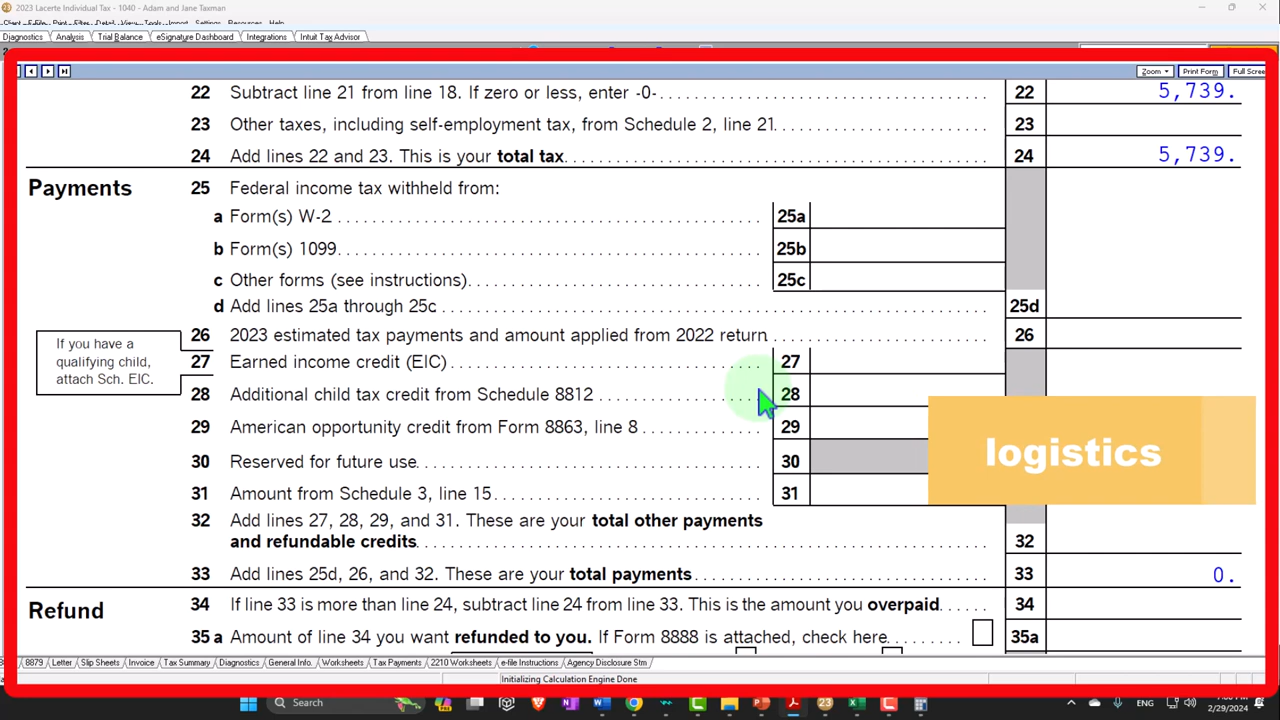 2023 Lacerte Individual Tax - 1040 - Adam and Jane Taxman
Diagnostics Analysis Trial Balance eSignature Dashboard Integrations Intuit Tax Advisor
Zoom Print Form Full Scree
22 Subtract line 21 from line 18. If zero or less, enter -0- 22 5,739.
23 Other taxes, including self-employment tax, from Schedule 2, line 21 23
24 Add lines 22 and 23. This is your total tax 24 5,739.
Payments 25 Federal income tax withheld from:
a Form(s) W-2 25a
b Form(s) 1099 25b
c Other forms (see instructions) 25c
d Add lines 25a through 25c 25d
26 2023 estimated tax payments and amount applied from 2022 return 26
If you have a
qualifying child,
attach Sch. EIC.
27 Earned income credit (EIC) 27
28 Additional child tax credit from Schedule 8812 28
29 American opportunity credit from Form 8863, line 8 29
logistics
30 Reserved for future use 30
31 Amount from Schedule 3, line 15 31
32 Add lines 27, 28, 29, and 31. These are your total other payments
and refundable credits 32
33 Add lines 25d, 26, and 32. These are your total payments 33 0.
Refund 34 If line 33 is more than line 24, subtract line 24 from line 33. This is the amount you overpaid 34
35a Amount of line 34 you want refunded to you. If Form 8888 is attached, check here 35a
8879 Letter Slip Sheets Invoice Tax Summary Diagnostics General Info. Worksheets Tax Payments 2210 Worksheets e-file Instructions Agency Disclosure Stm
Initializing Calculation Engine Done
Search
ENG
2/29/2024